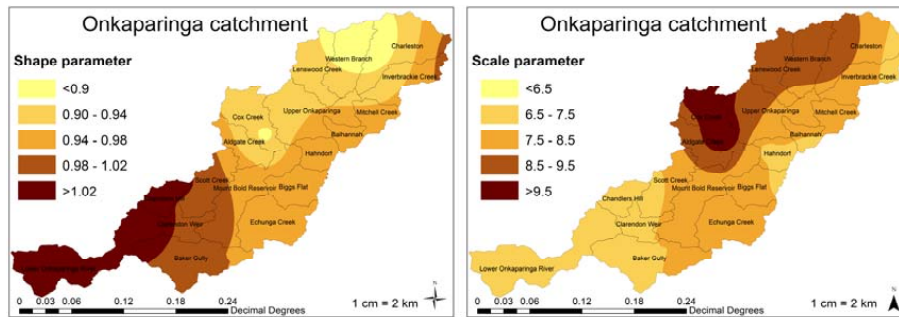 Onkaparinga catchment
Shape parameter
<0.9
0.90 - 0.94
0.94 - 0.98
0.98 - 1.02
>1.02
Charleston
Western Branch
Lenswood Creek
Inverbrackie Creek
Cox Creek
Upper Onkaparinga
Mitchell Creek
Balhannah
Aldgate Creek
Hahndorf
Scott Creek
Mount Bold Reservoir
Biggs Flat
Chandlers Hill
Clarendon Weir
Echunga Creek
Baker Gully
Lower Onkaparinga River
0 0.03 0.06 0.12 0.18 0.24
Decimal Degrees
1 cm = 2 km
N
Onkaparinga catchment
Scale parameter
<6.5
6.5 - 7.5
7.5 - 8.5
8.5 - 9.5
>9.5
Charleston
Western Branch
Lenswood Creek
Inverbrackie Creek
Cox Creek
Upper Onkaparinga
Mitchell Creek
Balhannah
Aldgate Creek
Hahndorf
Scott Creek
Mount Bold Reservoir
Biggs Flat
Chandlers Hill
Clarendon Weir
Echunga Creek
Baker Gully
Lower Onkaparinga River
0 0.03 0.06 0.12 0.18 0.24
Decimal Degrees
1 cm = 2 km
N